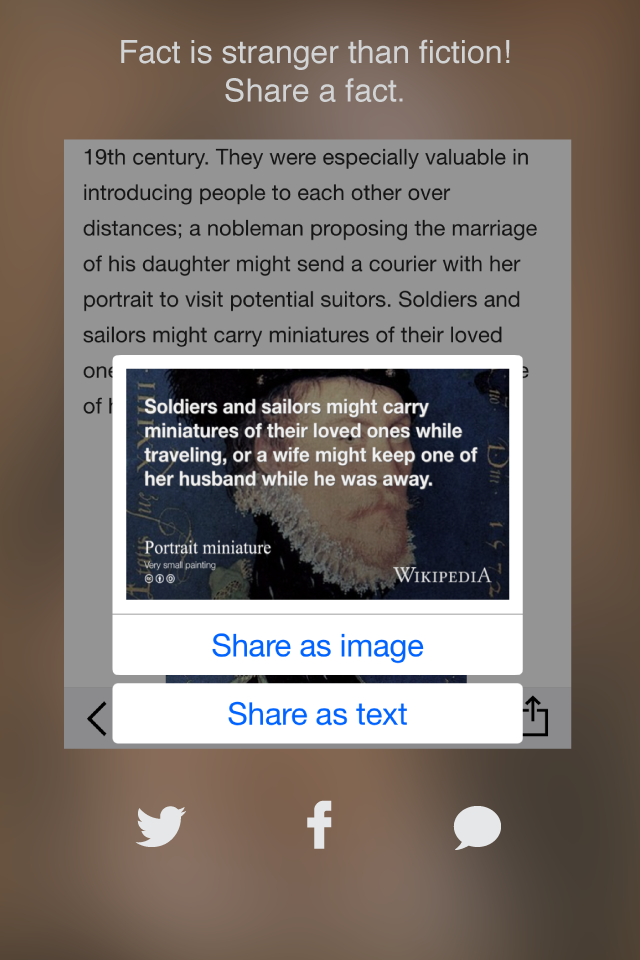 Fact is stranger than fiction!
Share a fact.
19th century. They were especially valuable in
introducing people to each other over
distances; a nobleman proposing the marriage
of his daughter might send a courier with her
portrait to visit potential suitors. Soldiers and
sailors might carry miniatures of their loved
Soldiers and sailors might carry
miniatures of their loved ones while
traveling, or a wife might keep one of
her husband while he was away.
Portrait miniature
Very small painting
WIKIPEDIA
Share as image
Share as text